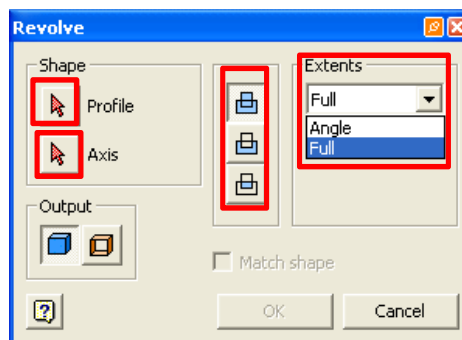 Revolve
Shape
Profile
Axis
Extents
Full
Angle
Full
Output
Match shape
?
OK
Cancel